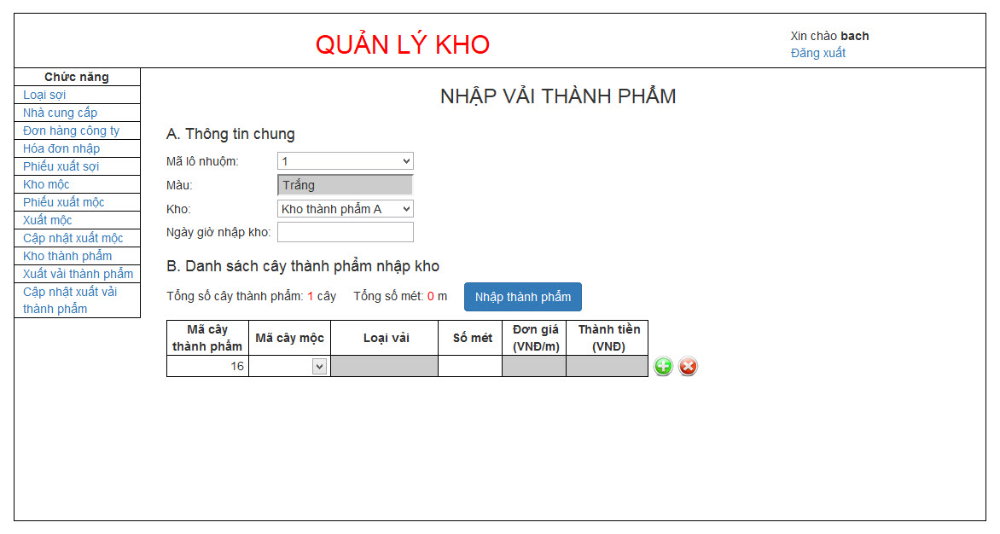 QUẢN LÝ KHO
Xin chào bach
Đăng xuất
Chức năng
Loại sợi
Nhà cung cấp
Đơn hàng công ty
Hóa đơn nhập
Phiếu xuất sợi
Kho mộc
Phiếu xuất mộc
Xuất mộc
Cập nhật xuất mộc
Kho thành phẩm
Xuất vải thành phẩm
Cập nhật xuất vải
thành phẩm
NHẬP VẢI THÀNH PHẨM
A. Thông tin chung
Mã lô nhuộm: 1
Màu: Trắng
Kho: Kho thành phẩm A
Ngày giờ nhập kho:
B. Danh sách cây thành phẩm nhập kho
Tổng số cây thành phẩm: 1 cây Tổng số mét: 0 m Nhập thành phẩm
Mã cây thành phẩm Mã cây mộc Loại vải Số mét Đơn giá (VNĐ/m) Thành tiền (VNĐ)
16